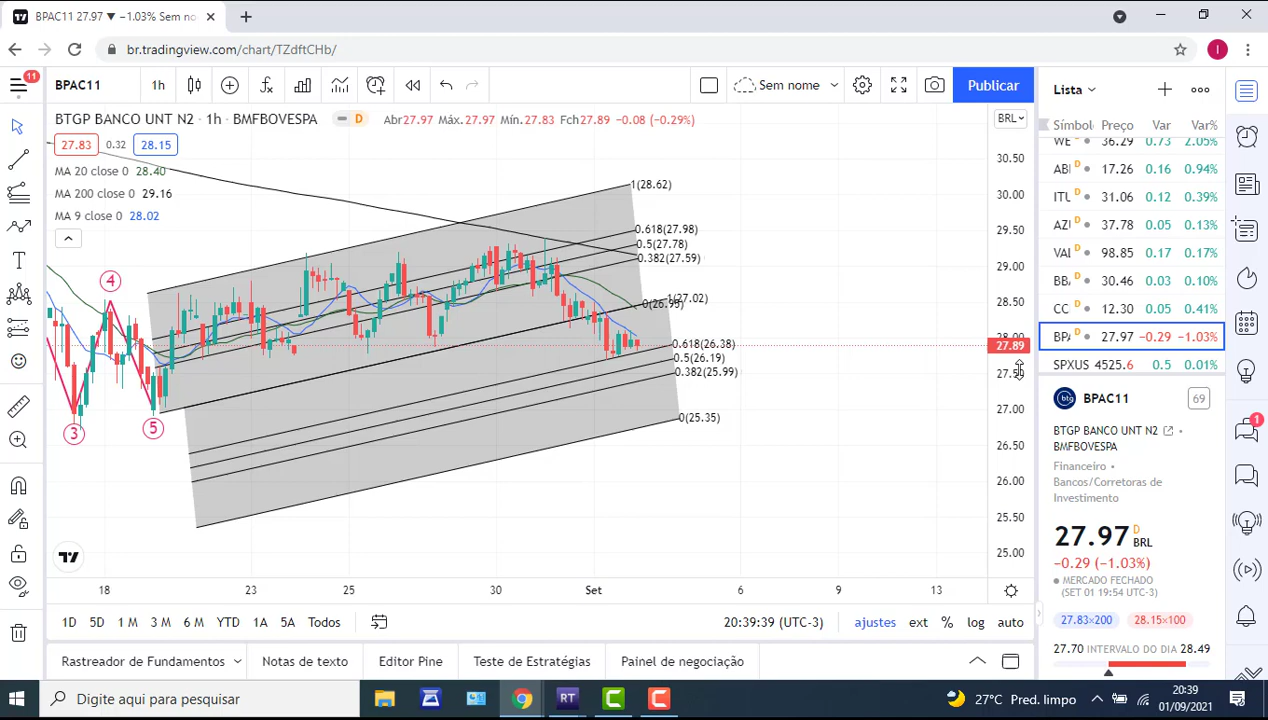 BPAC11 27.97 ▼ −1.03% Sem no
br.tradingview.com/chart/TZdftCHb/
I
11
BPAC11
1h
Sem nome
Publicar
Lista
BTGP BANCO UNT N2 · 1h · BMFBOVESPA
D
Abr27.97 Máx.27.97 Mín.27.83 Fch27.89 −0.08 (−0.29%)
BRL
27.83 0.32 28.15
MA 20 close 0 28.40
MA 200 close 0 29.16
MA 9 close 0 28.02
Símbol Preço Var Var%
WE 36.29 0.73 2.05%
ABI D 17.26 0.16 0.94%
ITU D 31.06 0.12 0.39%
AZI D 37.78 0.05 0.13%
VAI D 98.85 0.17 0.17%
BB D 30.46 0.03 0.10%
CC D 12.30 0.05 0.41%
BP D 27.97 −0.29 −1.03%
SPXUS 4525.6 0.5 0.01%
1(28.62)
0.618(27.98)
0.5(27.78)
0.382(27.59)
1(27.02)
0.618(26.38)
0.5(26.19)
0.382(25.99)
0(25.35)
3
4
5
30.50
30.00
29.50
29.00
28.50
28.00
27.89
27.00
26.50
26.00
25.50
25.00
18 23 25 30 Set 6 9 13
BPAC11
69
BTGP BANCO UNT N2 •
BMFBOVESPA
Financeiro •
Bancos/Corretoras de
Investimento
27.97 D
BRL
−0.29 (−1.03%)
MERCADO FECHADO
(SET 01 19:54 UTC-3)
27.83×200 28.15×100
27.70 INTERVALO DO DIA 28.49
1
1D 5D 1 M 3 M 6 M YTD 1A 5A Todos
20:39:39 (UTC-3)
ajustes ext % log auto
Rastreador de Fundamentos
Notas de texto
Editor Pine
Teste de Estratégias
Painel de negociação
Digite aqui para pesquisar
RT
C
C
27°C Pred. limpo
20:39
01/09/2021